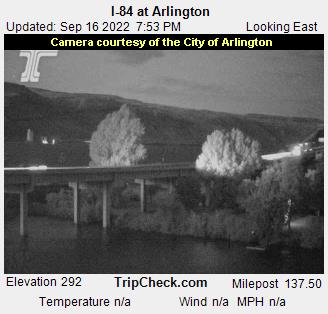 I-84 at Arlington
Updated: Sep 16 2022 7:53 PM Looking East
Camera courtesy of the City of Arlington
Elevation 292 TripCheck.com Milepost 137.50
Temperature n/a Wind n/a MPH n/a